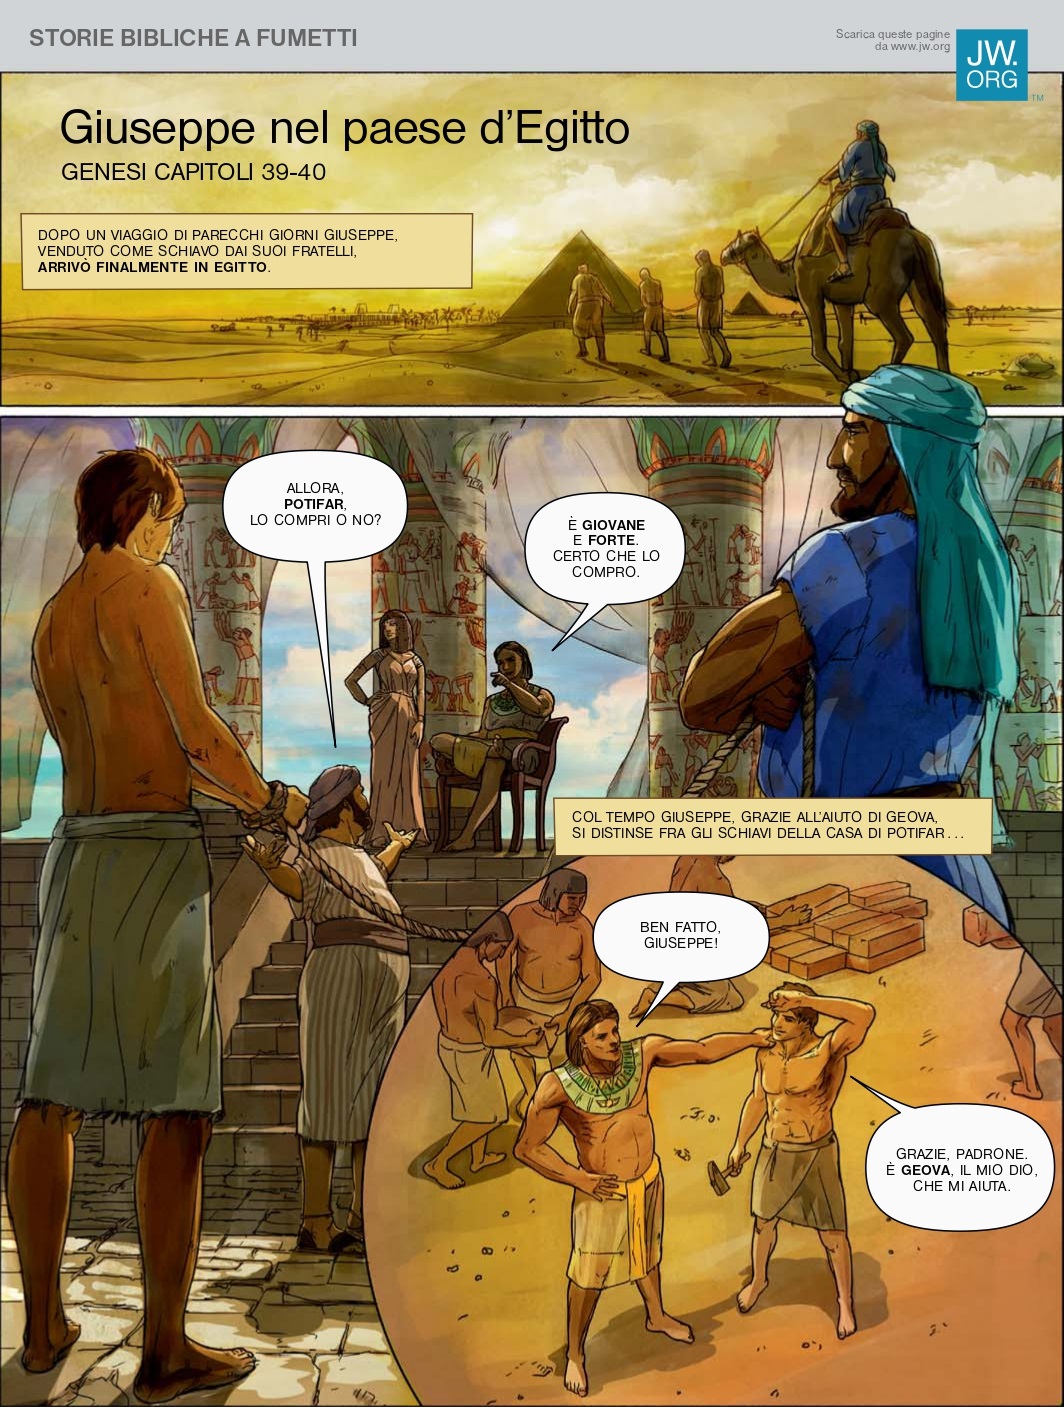 STORIE BIBLICHE A FUMETTI
Scarica queste pagine
da www.jw.org
JW.
ORG
TM
Giuseppe nel paese d’Egitto
GENESI CAPITOLI 39-40
DOPO UN VIAGGIO DI PARECCHI GIORNI GIUSEPPE,
VENDUTO COME SCHIAVO DAI SUOI FRATELLI,
ARRIVÒ FINALMENTE IN EGITTO.
ALLORA,
POTIFAR,
LO COMPRI O NO?
È GIOVANE
E FORTE.
CERTO CHE LO
COMPRO.
COL TEMPO GIUSEPPE, GRAZIE ALL’AIUTO DI GEOVA,
SI DISTINSE FRA GLI SCHIAVI DELLA CASA DI POTIFAR . . .
BEN FATTO,
GIUSEPPE!
GRAZIE, PADRONE.
È GEOVA, IL MIO DIO,
CHE MI AIUTA.